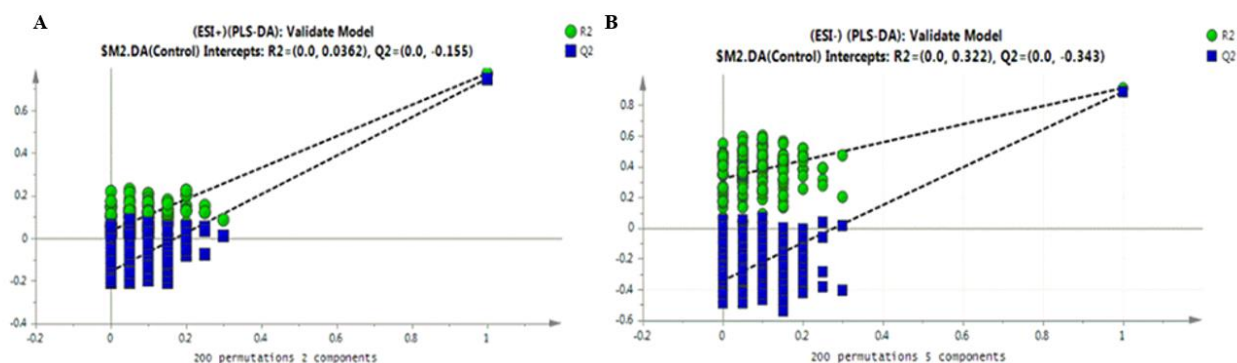 A
(ESI+)(PLS-DA): Validate Model
$M2.DA(Control) Intercepts: R2=(0.0, 0.0362), Q2=(0.0, -0.155)
R2
Q2
0.6
0.4
0.2
0
-0.2
-0.4
-0.2 0 0.2 0.4 0.6 0.8 1
200 permutations 2 components
B
(ESI-) (PLS-DA): Validate Model
$M2.DA(Control) Intercepts: R2=(0.0, 0.322), Q2=(0.0, -0.343)
R2
Q2
0.8
0.6
0.4
0.2
0
-0.2
-0.4
-0.6
-0.2 0 0.2 0.4 0.6 0.8 1
200 permutations 5 components